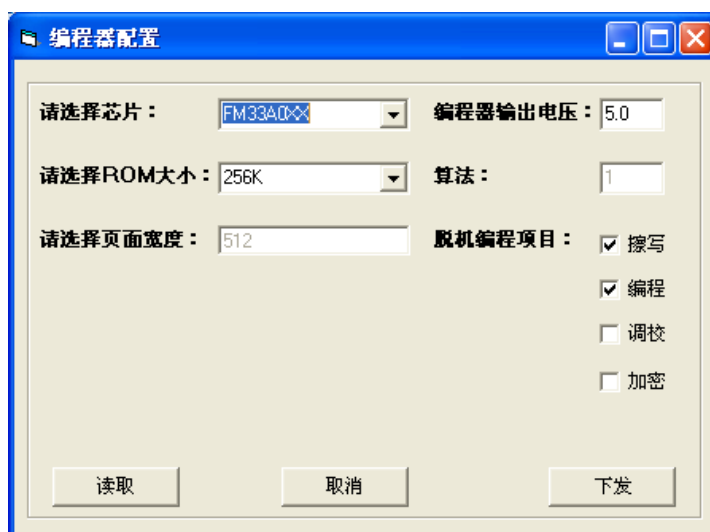 编程器配置
请选择芯片： FM33A0XX 编程器输出电压： 5.0
请选择ROM大小： 256K 算法： 1
请选择页面宽度： 512 脱机编程项目： 擦写
编程
调校
加密
读取 取消 下发